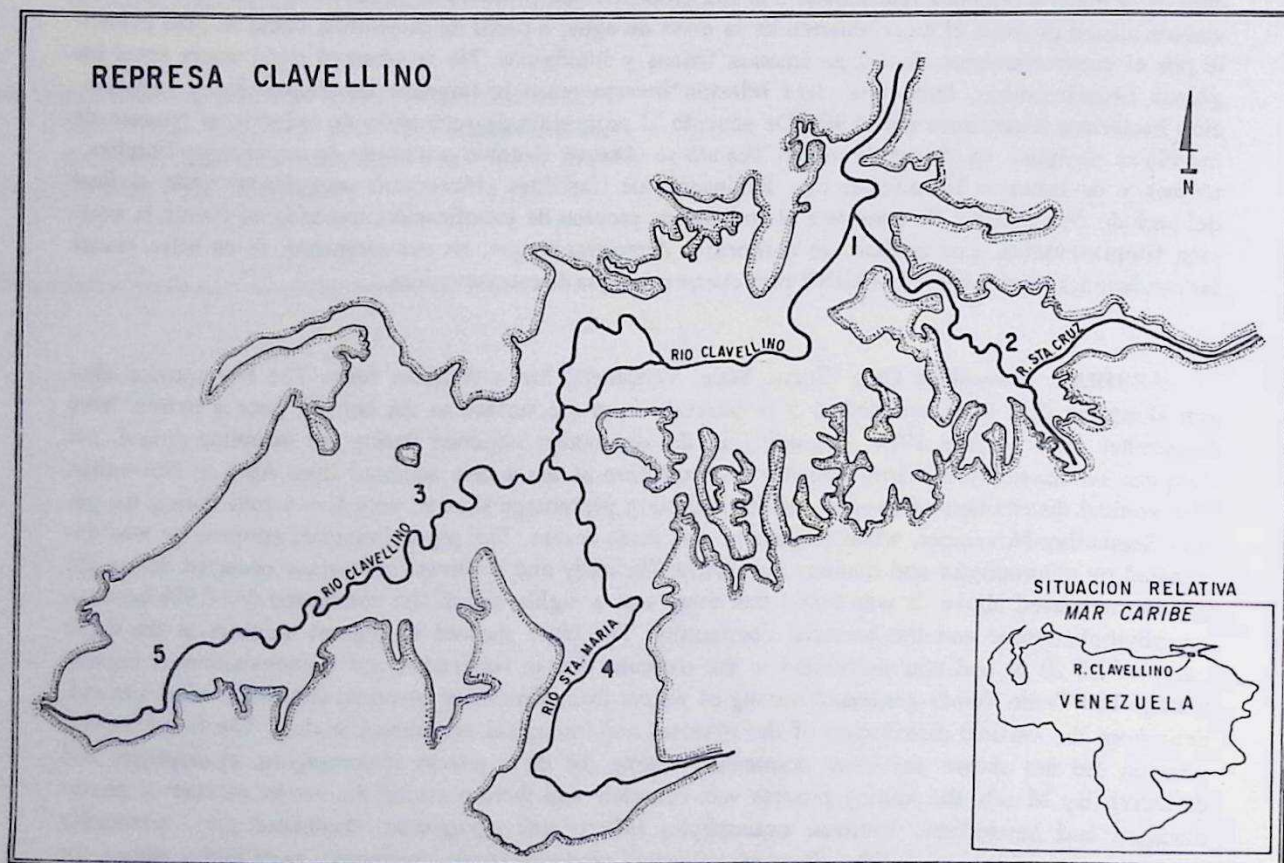 REPRESA CLAVELLINO
N
1
RIO CLAVELLINO
2
R. STA CRUZ
3
RIO CLAVELLINO
RIO STA. MARIA
4
5
SITUACION RELATIVA
MAR CARIBE
R. CLAVELLINO
VENEZUELA